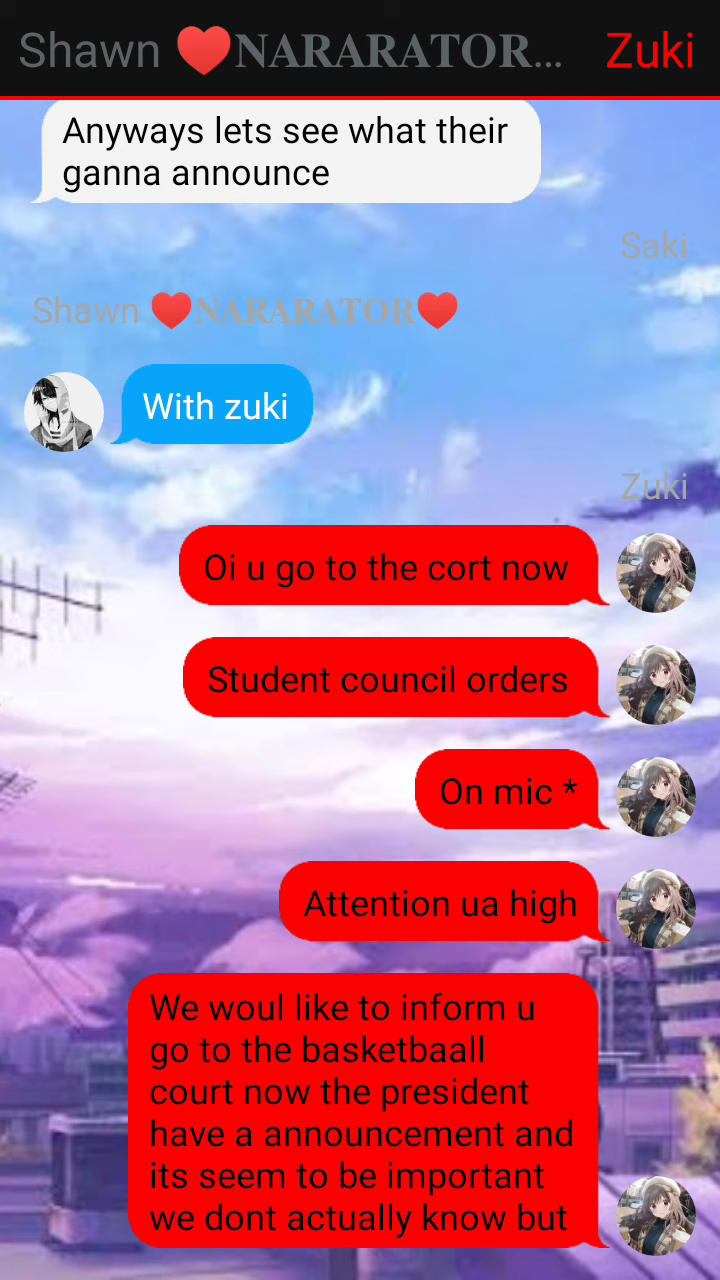 Shawn ❤️NARARATOR... Zuki
Anyways lets see what their
ganna announce
Saki
Shawn ❤️NARARATOR❤️
With zuki
Zuki
Oi u go to the cort now
Student council orders
On mic *
Attention ua high
We woul like to inform u
go to the basketbaall
court now the president
have a announcement and
its seem to be important
we dont actually know but